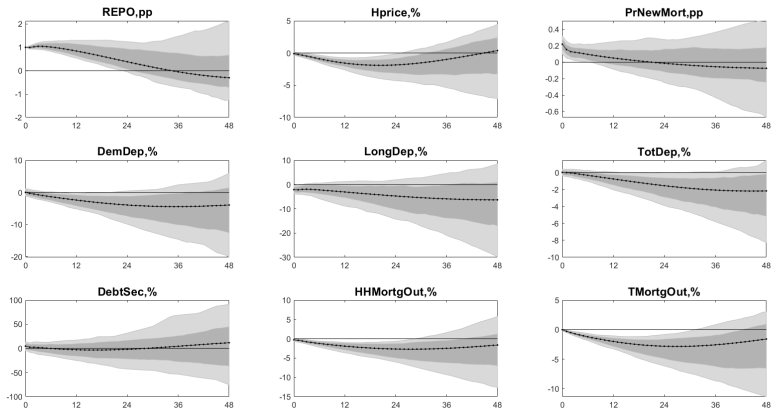 REPO,pp Hprice,% PrNewMort,pp
2 5 0.4
1 0 0.2
0 -5 0
-1 -10 0.2
-2 0.4
0.6
0 12 24 36 48 0 12 24 36 48 0 12 24 36 48
DemDep,% LongDep,% TotDep,%
10 10 2
0 0 0
-10 -10 -2
-20 -20 -4
-30 -6
-8
-10
0 12 24 36 48 0 12 24 36 48 0 12 24 36 48
DebtSec,% HHMortgOut,% TMortgOut,%
100 10 5
50 5 0
0 0 -5
-50 -5 -10
-100 -10
-15
0 12 24 36 48 0 12 24 36 48 0 12 24 36 48